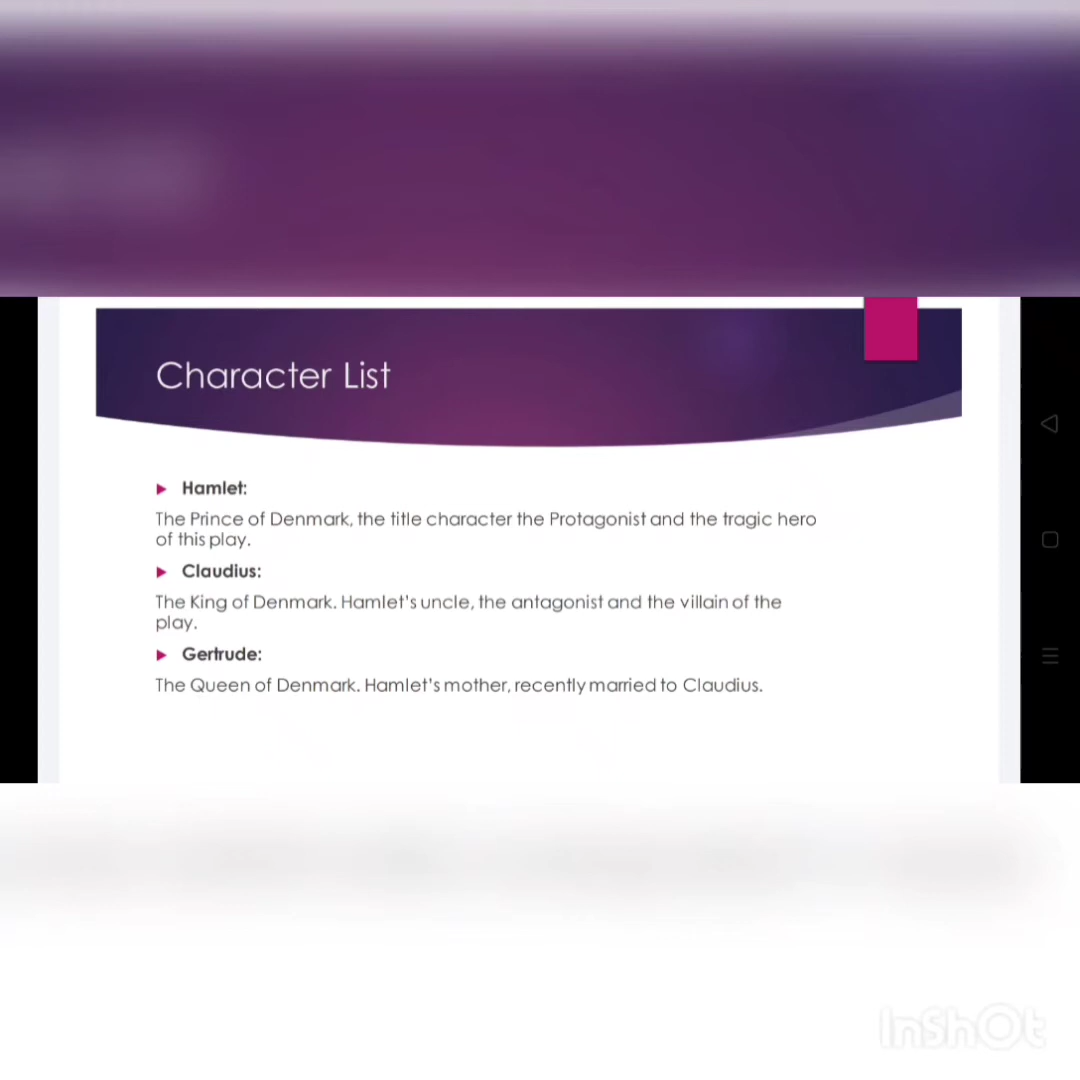 Character List
Hamlet:
The Prince of Denmark, the title character the Protagonist and the tragic hero
of this play.
Claudius:
The King of Denmark. Hamlet's uncle, the antagonist and the villain of the
play.
Gertrude:
The Queen of Denmark. Hamlet's mother, recently married to Claudius.
InShOt